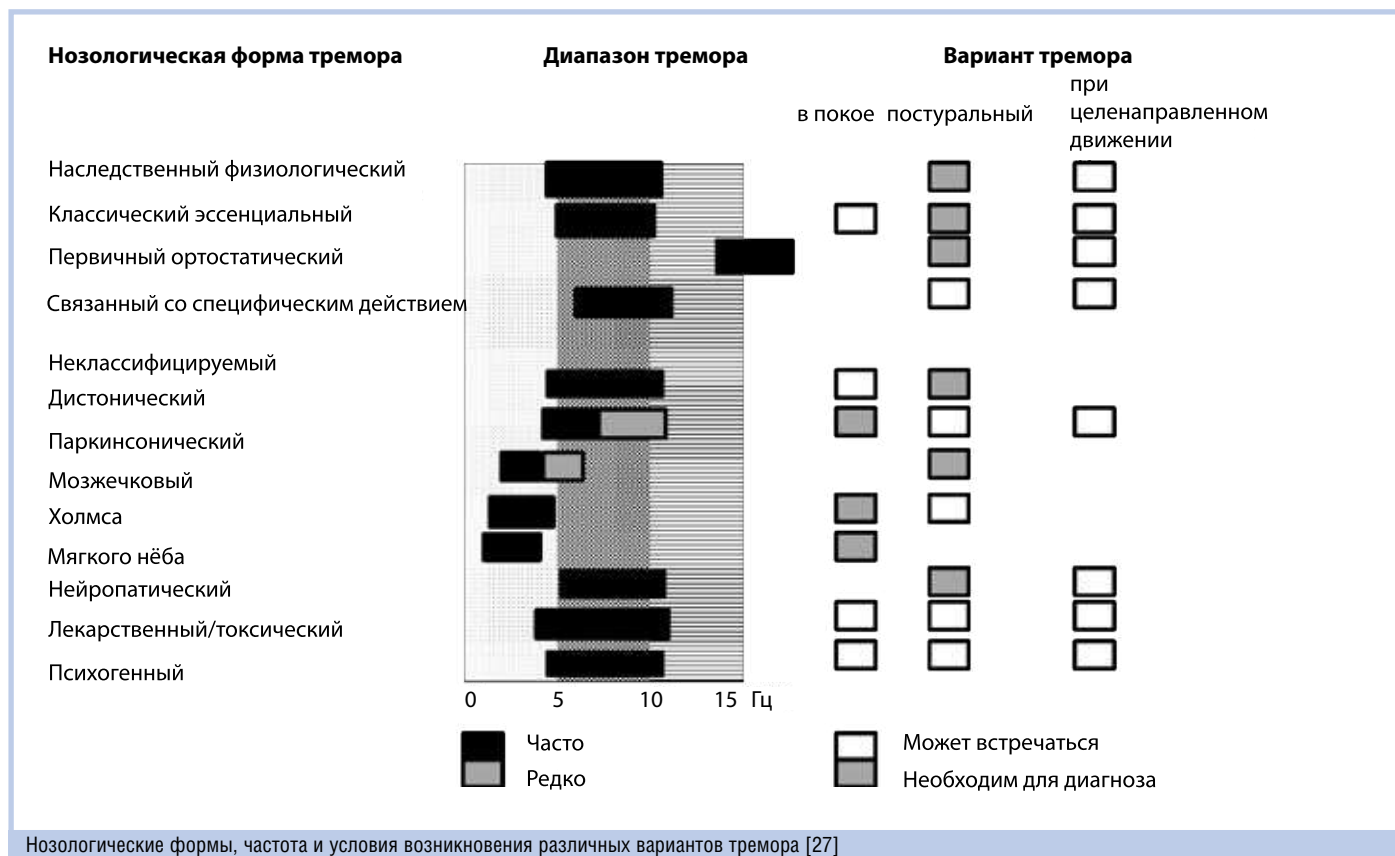 Нозологическая форма тремора Диапазон тремора Вариант тремора
в покое постуральный при
целенаправленном
движении
Наследственный физиологический
Классический эссенциальный
Первичный ортостатический
Связанный со специфическим действием
Неклассифицируемый
Дистонический
Паркинсонический
Мозжечковый
Холмса
Мягкого нёба
Нейропатический
Лекарственный/токсический
Психогенный
0 5 10 15 Гц
Часто Может встречаться
Редко Необходим для диагноза
Нозологические формы, частота и условия возникновения различных вариантов тремора [27]